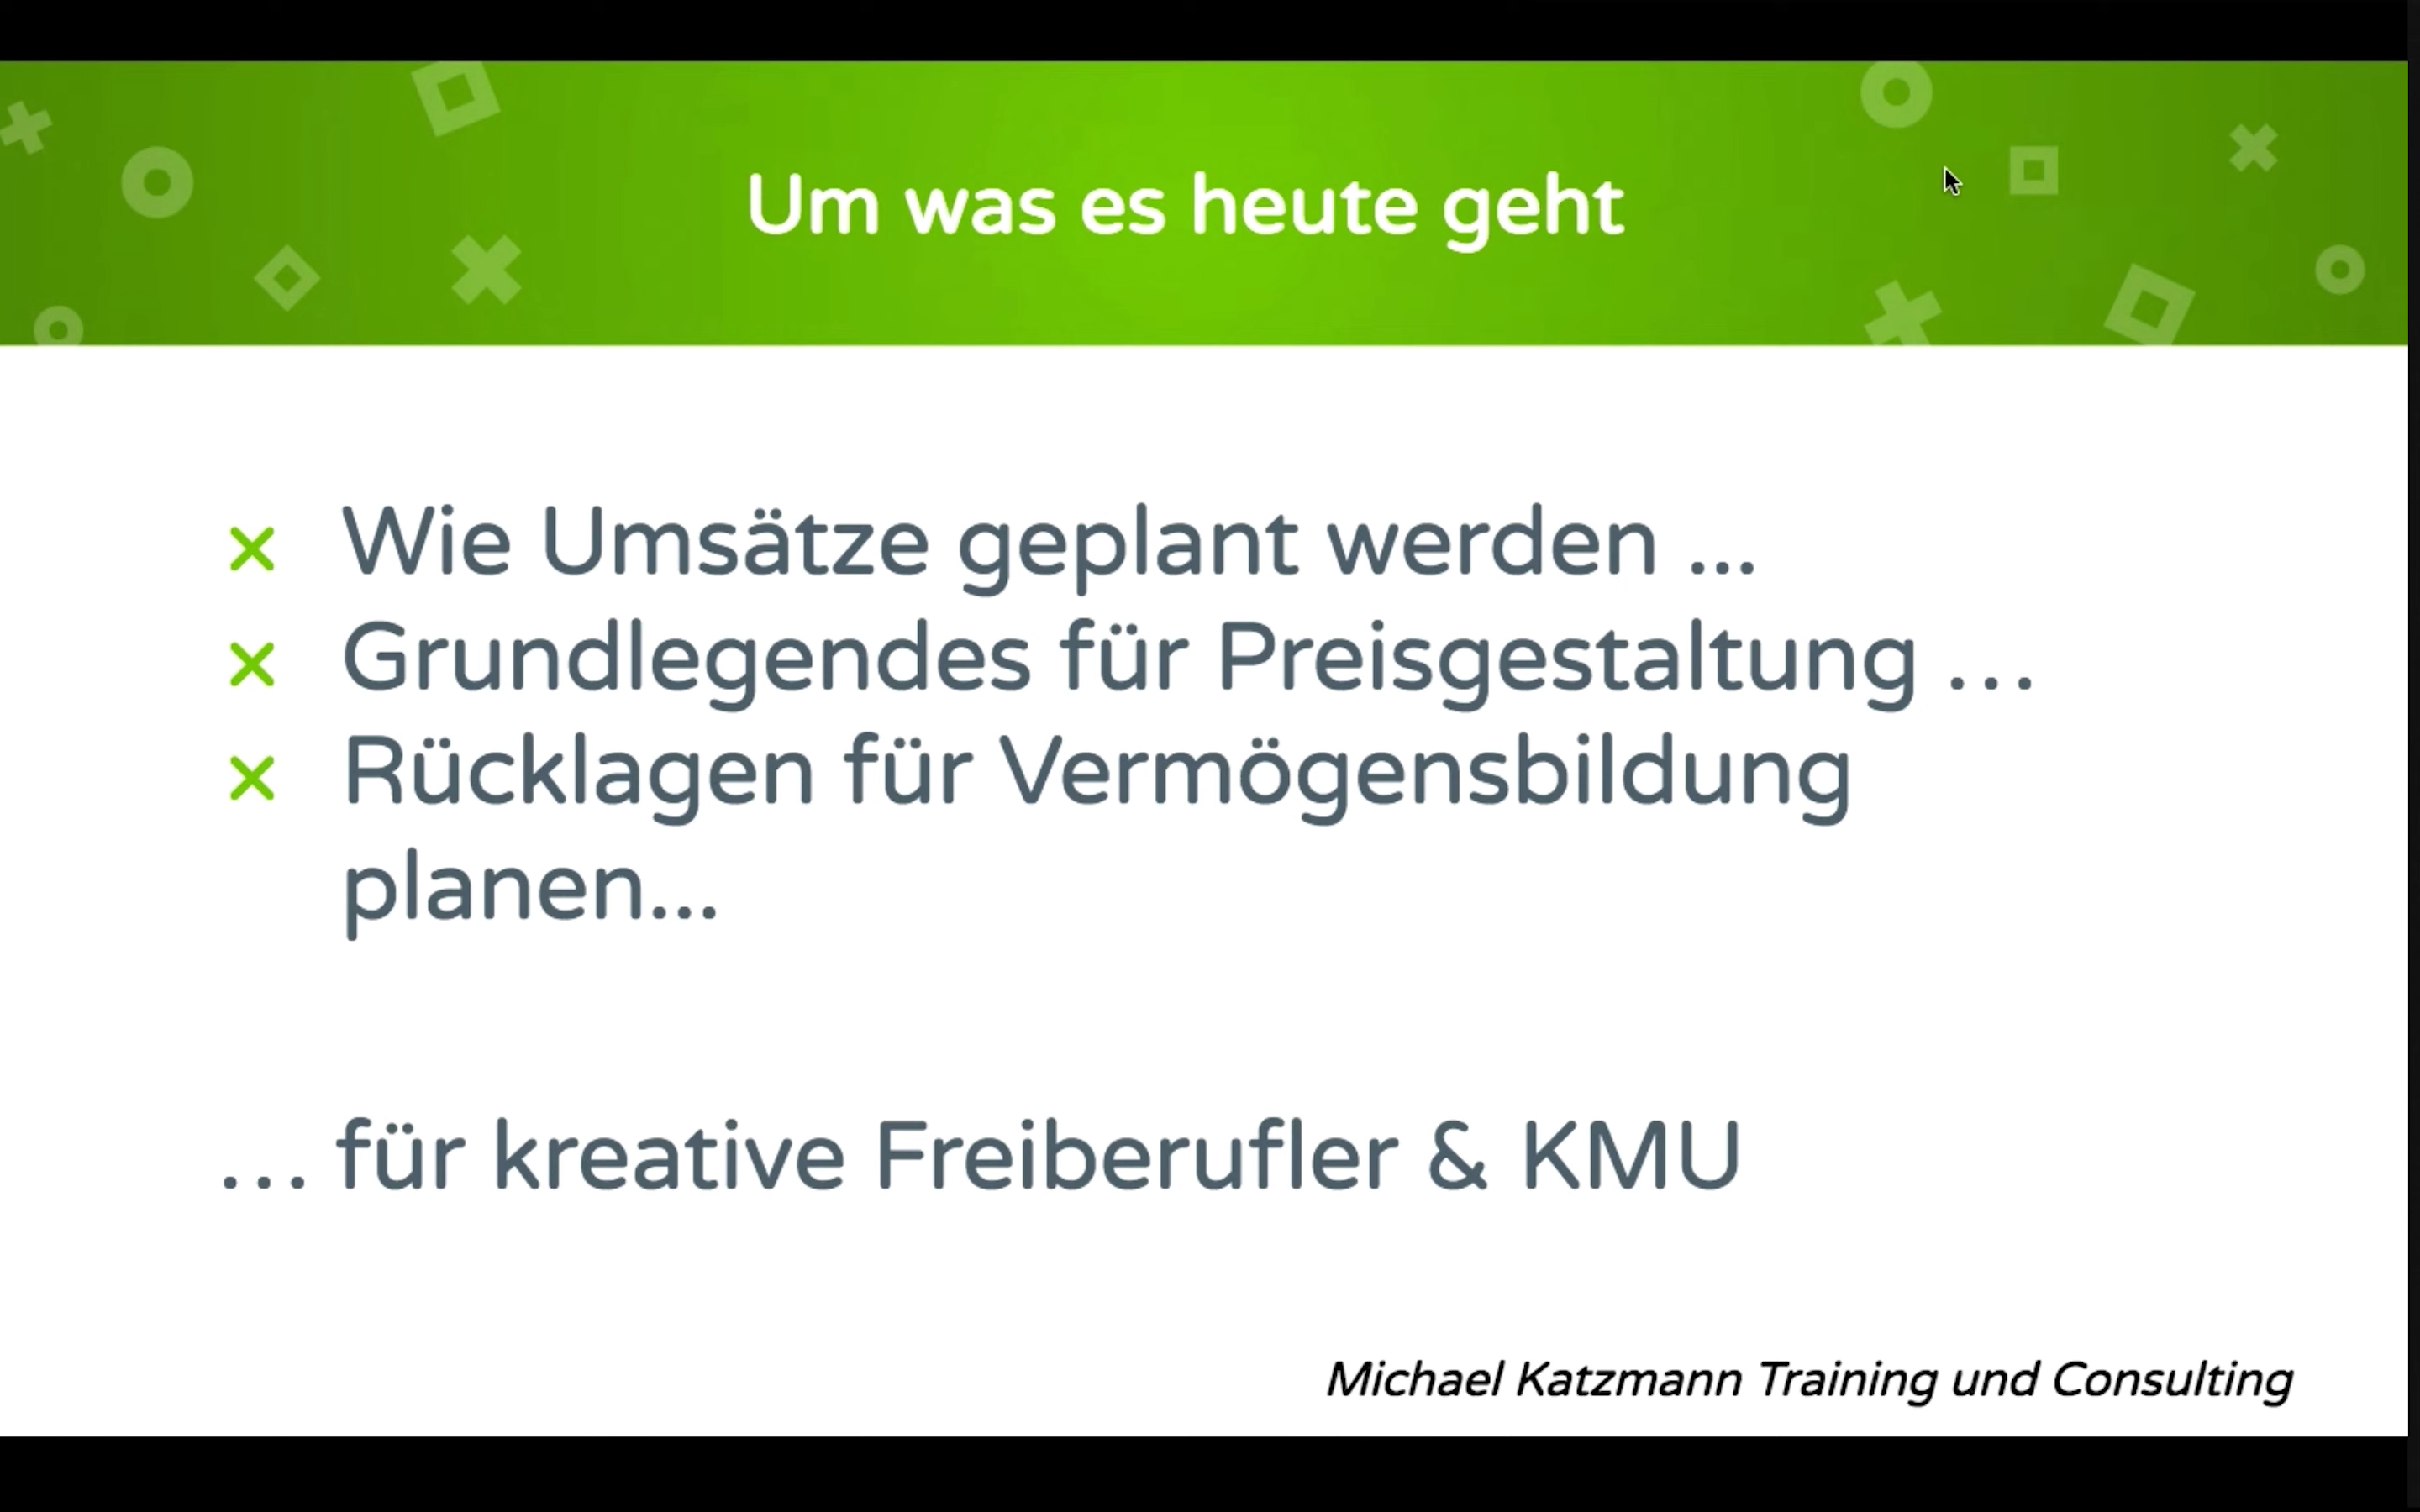 Um was es heute geht
Wie Umsätze geplant werden ...
Grundlegendes für Preisgestaltung ...
Rücklagen für Vermögensbildung
planen...
... für kreative Freiberufler & KMU
Michael Katzmann Training und Consulting